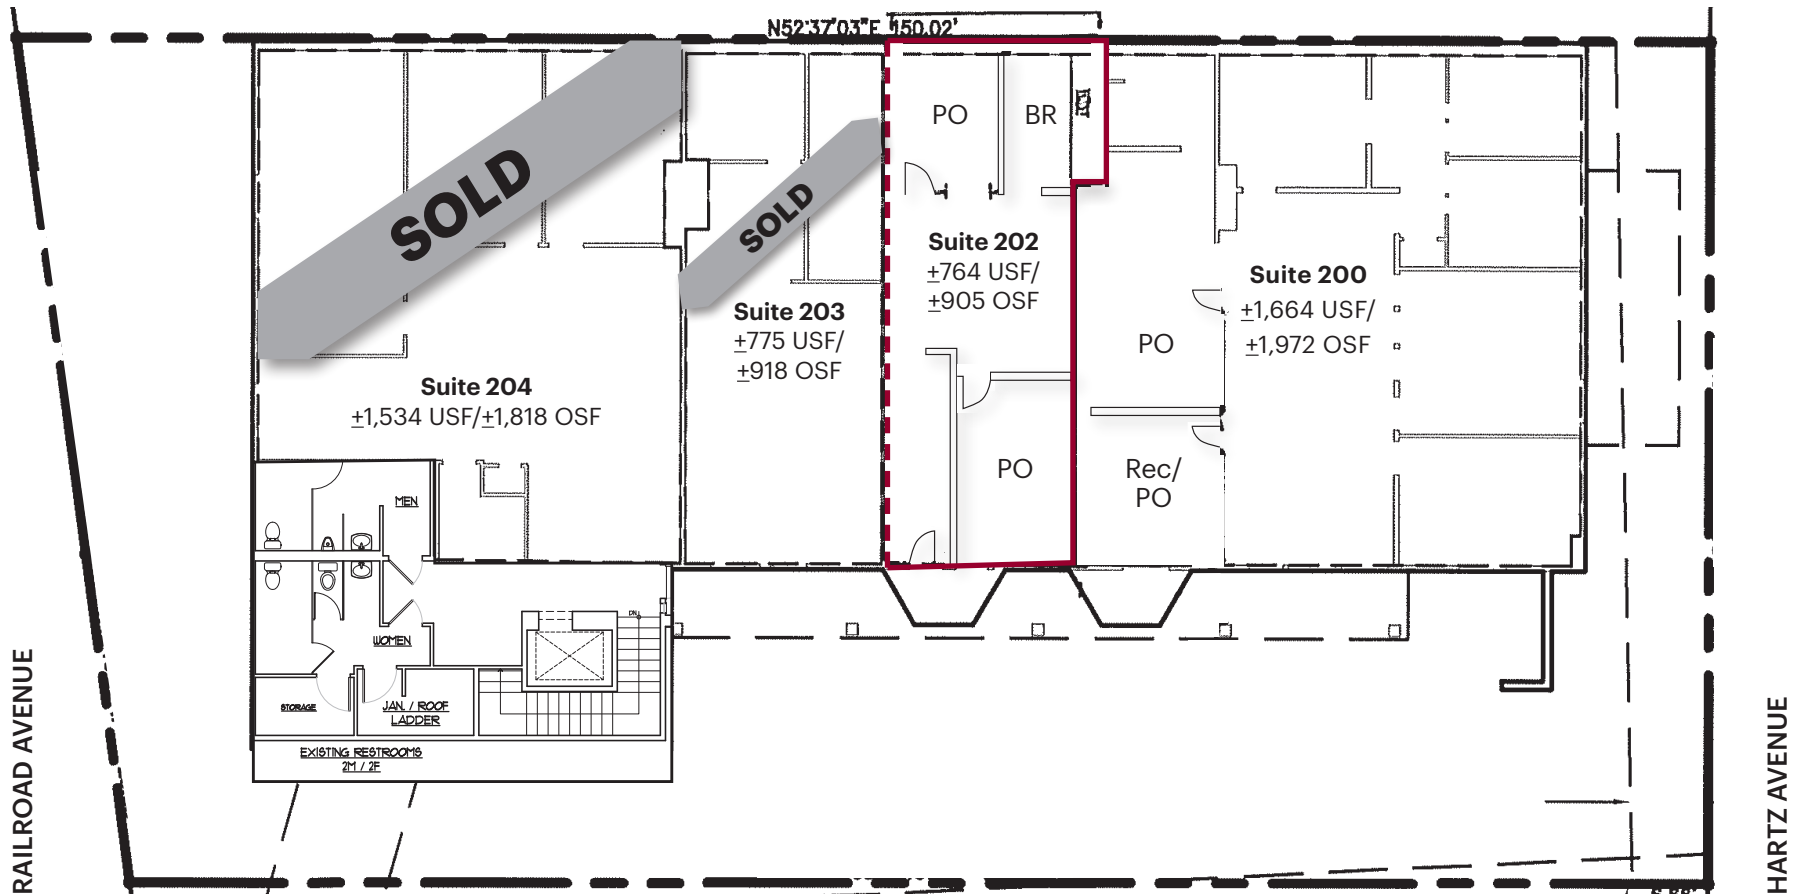 N52°37'03"E 150.02'
PO
BR
SOLD
SOLD
Suite 202
±764 USF/
±905 OSF
Suite 200
±1,664 USF/
±1,972 OSF
Suite 203
±775 USF/
±918 OSF
PO
Suite 204
±1,534 USF/±1,818 OSF
PO
Rec/
PO
MEN
DN
WOMEN
STORAGE
JAN. / ROOF
LADDER
EXISTING RESTROOMS
2M / 2F
RAILROAD AVENUE
HARTZ AVENUE